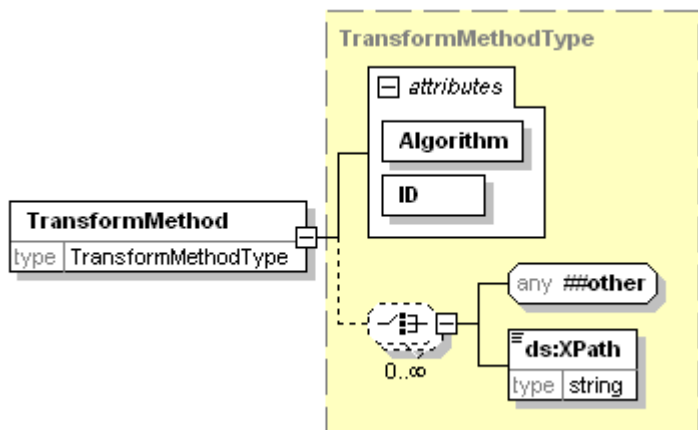 TransformMethodType
attributes
Algorithm
ID
TransformMethod
type TransformMethodType
any ##other
0..∞
ds:XPath
type string